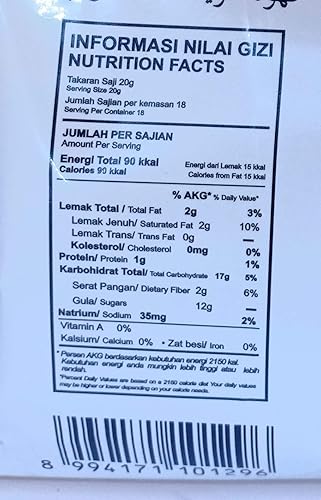 INFORMASI NILAI GIZI
NUTRITION FACTS
Takaran Saji 20g
Serving Size 20g
Jumlah Sajian per kemasan 18
Serving Per Container 18
JUMLAH PER SAJIAN
Amount Per Serving
Energi Total 90 kkal Energi dari Lemak 15 kkal
Calories 90 kkal Calories from Fat 15 kkal
% AKG* % Daily Value*
Lemak Total / Total Fat 2g 3%
Lemak Jenuh/ Saturated Fat 2g 10%
Lemak Trans/ Trans Fat 0g —
Kolesterol/ Cholesterol 0mg 0%
Protein/ Protein 1g 1%
Karbohidrat Total/ Total Carbohydrate 17g 5%
Serat Pangan/ Dietary Fiber 2g 6%
Gula/ Sugars 12g —
Natrium/ Sodium 35mg 2%
Vitamin A 0%
Kalsium/ Calcium 0% • Zat besi/ Iron 0%
* Persen AKG berdasarkan kebutuhan energi 2150 kal.
Kebutuhan energi anda mungkin lebih tinggi atau lebih
rendah.
*Percent Daily Values are based on a 2150 calorie diet Your daily values
may be higher or lower depending on your calorie needs.
8 994171 101296